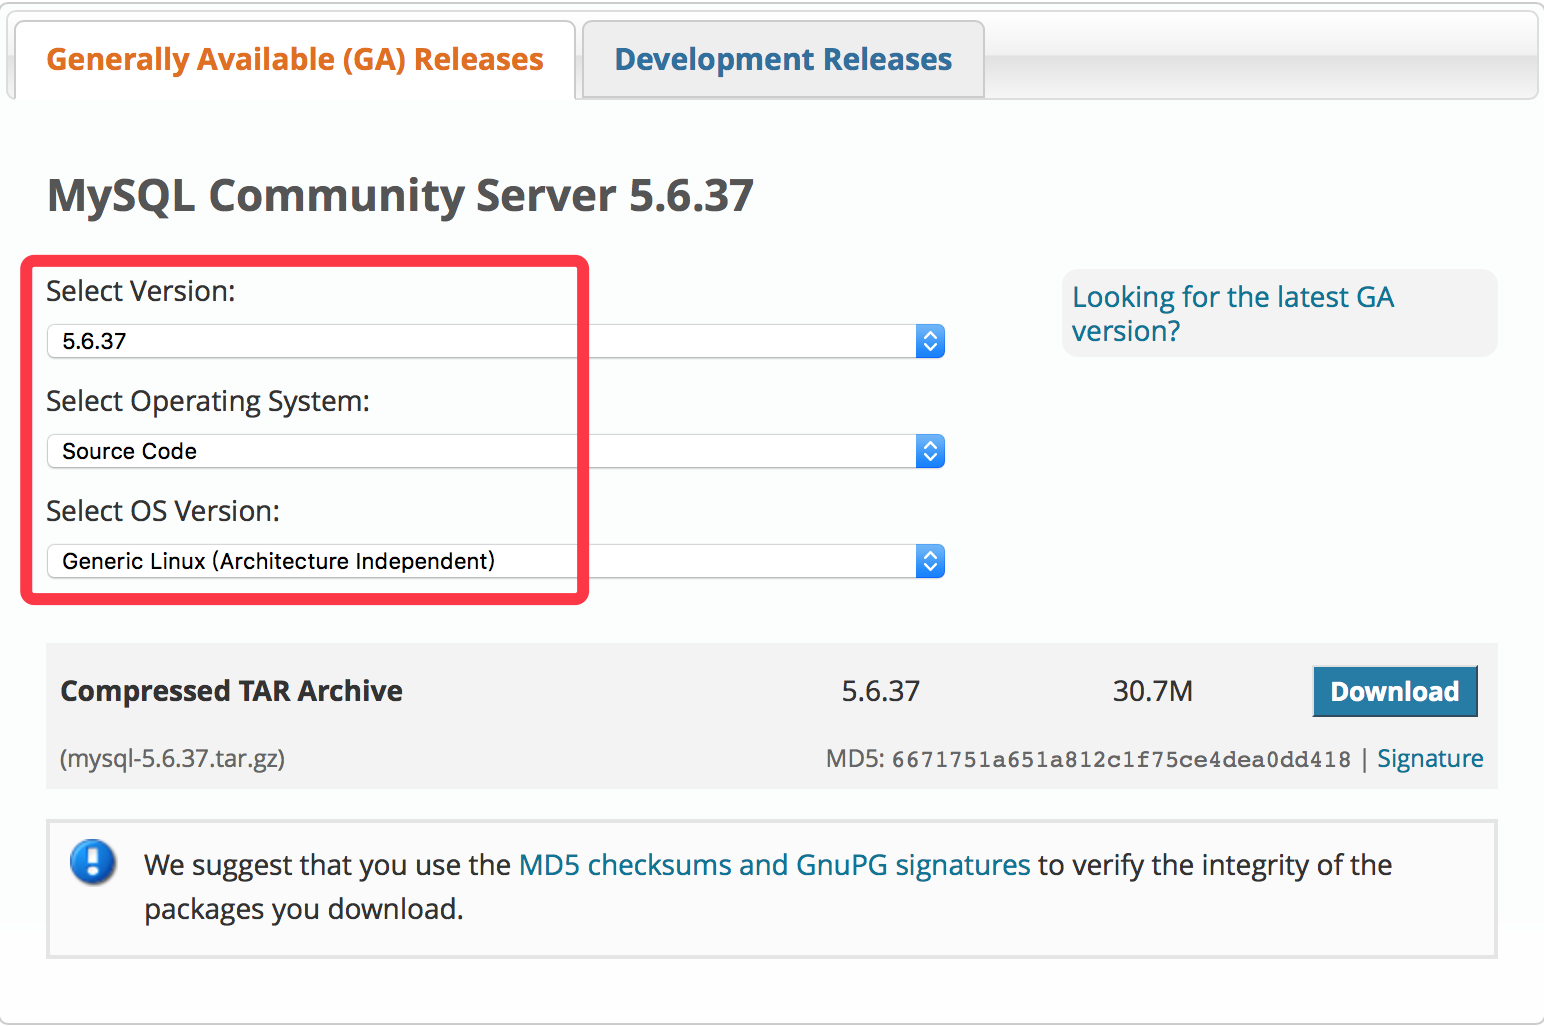 Generally Available (GA) Releases
Development Releases
MySQL Community Server 5.6.37
Select Version:
5.6.37
Looking for the latest GA
version?
Select Operating System:
Source Code
Select OS Version:
Generic Linux (Architecture Independent)
Compressed TAR Archive 5.6.37 30.7M Download
(mysql-5.6.37.tar.gz) MD5: 6671751a651a812c1f75ce4dea0dd418 | Signature
We suggest that you use the MD5 checksums and GnuPG signatures to verify the integrity of the
packages you download.